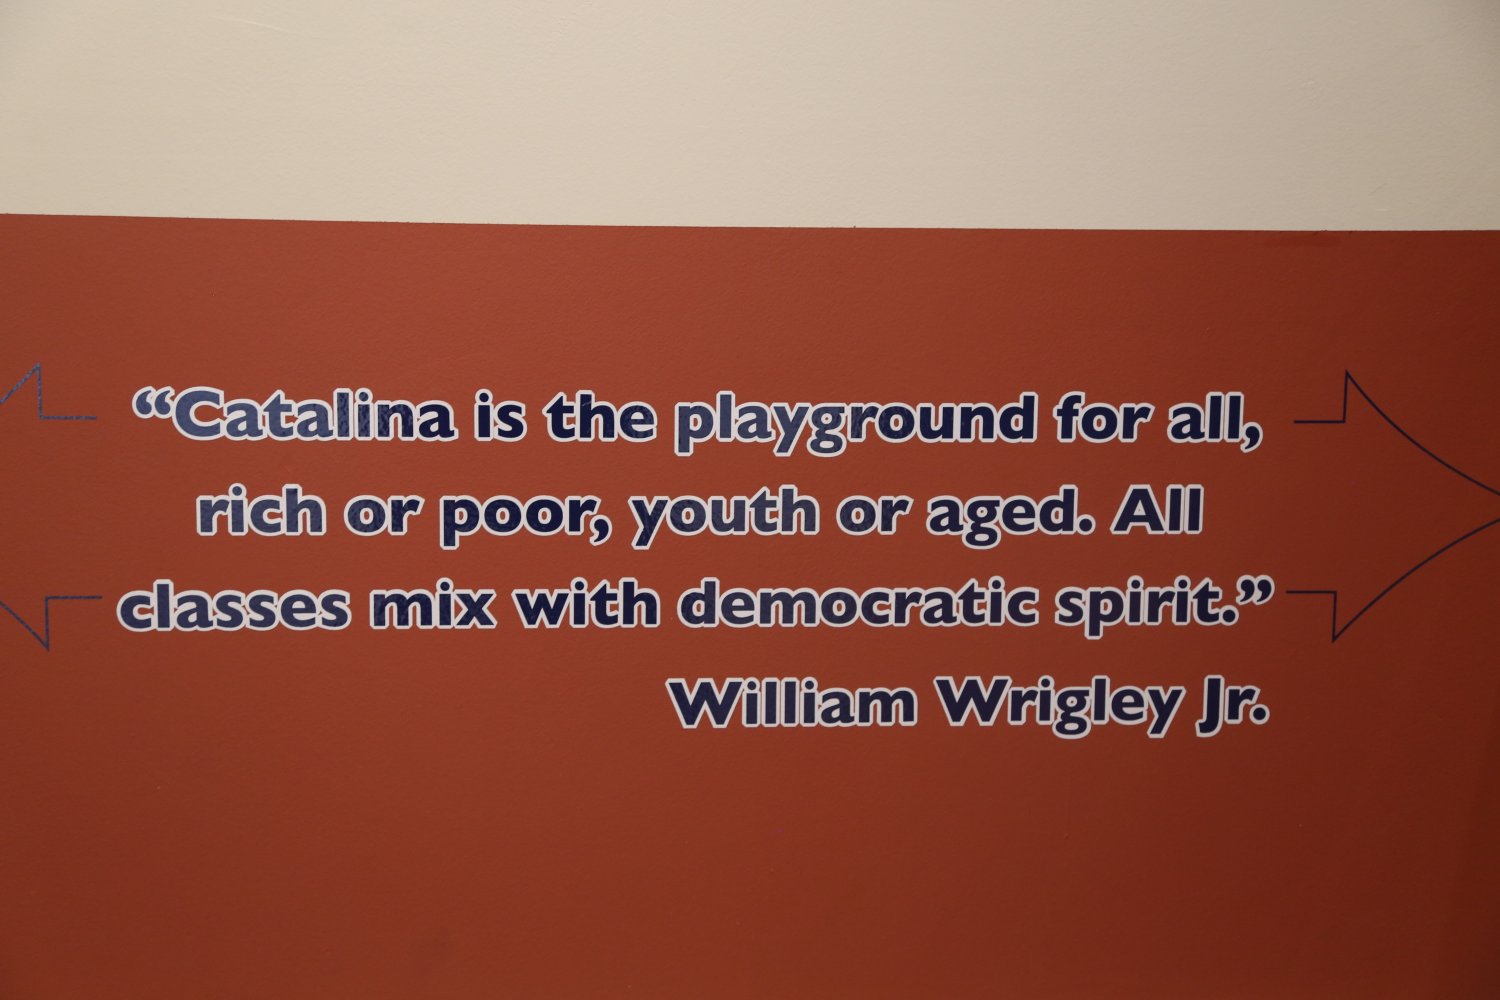 “Catalina is the playground for all,
rich or poor, youth or aged. All
classes mix with democratic spirit.”
William Wrigley Jr.